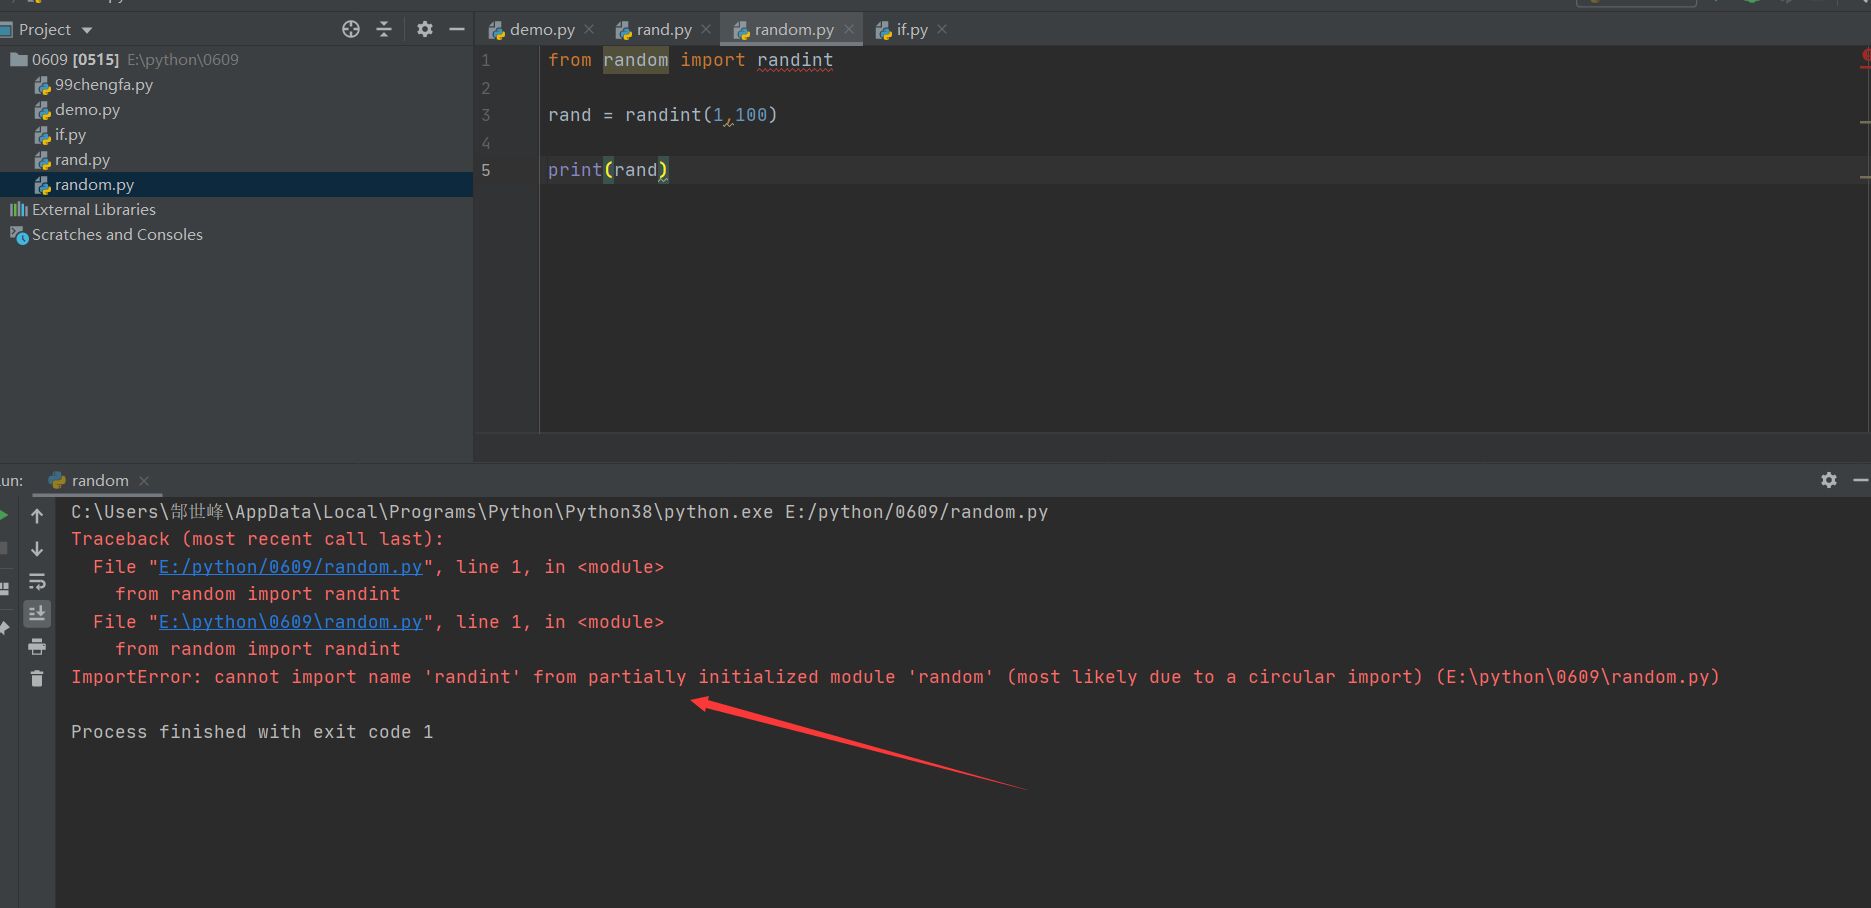 Project
demo.py
rand.py
random.py
if.py
0609 [0515] E:\python\0609
99chengfa.py
demo.py
if.py
rand.py
random.py
External Libraries
Scratches and Consoles
1 from random import randint
2
3 rand = randint(1,100)
4
5 print(rand)
un:
random
C:\Users\郜世峰\AppData\Local\Programs\Python\Python38\python.exe E:/python/0609/random.py
Traceback (most recent call last):
File "E:/python/0609/random.py", line 1, in <module>
from random import randint
File "E:\python\0609\random.py", line 1, in <module>
from random import randint
ImportError: cannot import name 'randint' from partially initialized module 'random' (most likely due to a circular import) (E:\python\0609\random.py)
Process finished with exit code 1